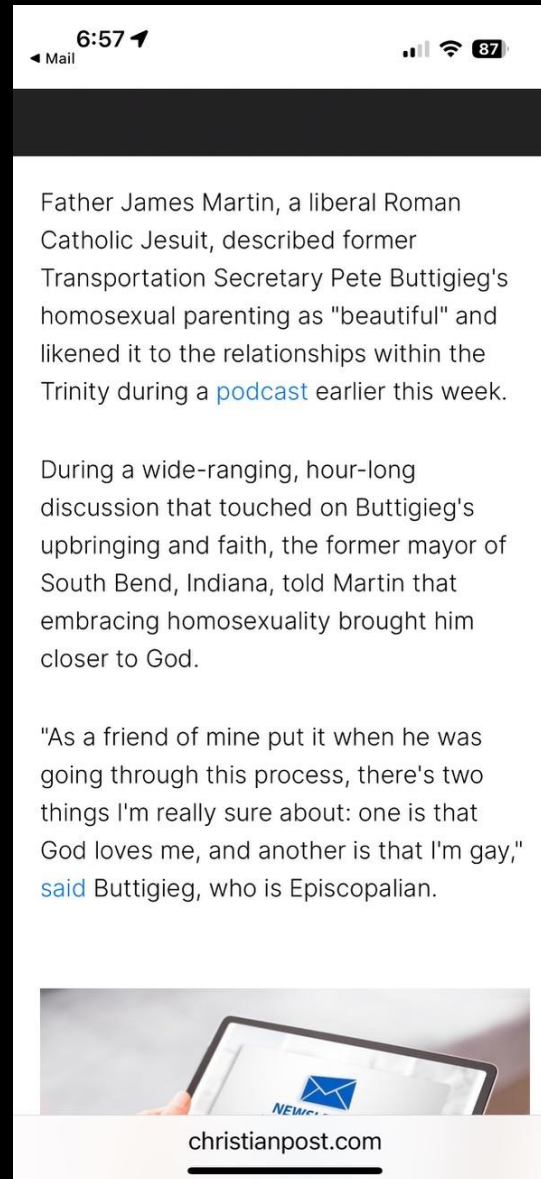 6:57
◄ Mail
87
Father James Martin, a liberal Roman
Catholic Jesuit, described former
Transportation Secretary Pete Buttigieg's
homosexual parenting as "beautiful" and
likened it to the relationships within the
Trinity during a podcast earlier this week.
During a wide-ranging, hour-long
discussion that touched on Buttigieg's
upbringing and faith, the former mayor of
South Bend, Indiana, told Martin that
embracing homosexuality brought him
closer to God.
"As a friend of mine put it when he was
going through this process, there's two
things I'm really sure about: one is that
God loves me, and another is that I'm gay,"
said Buttigieg, who is Episcopalian.
christianpost.com